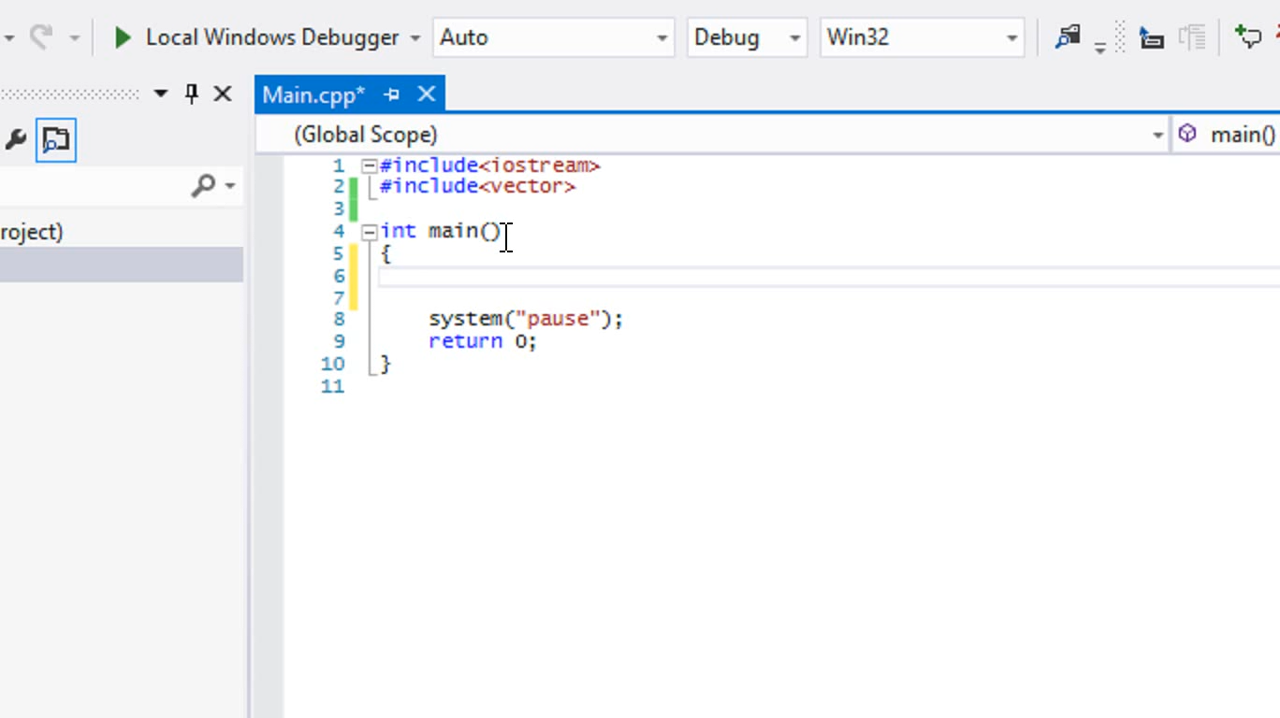 Local Windows Debugger Auto Debug Win32
Main.cpp*
(Global Scope) main()
1 #include<iostream>
2 #include<vector>
3
roject)
4 int main()
5 {
6
7
8 system("pause");
9 return 0;
10 }
11